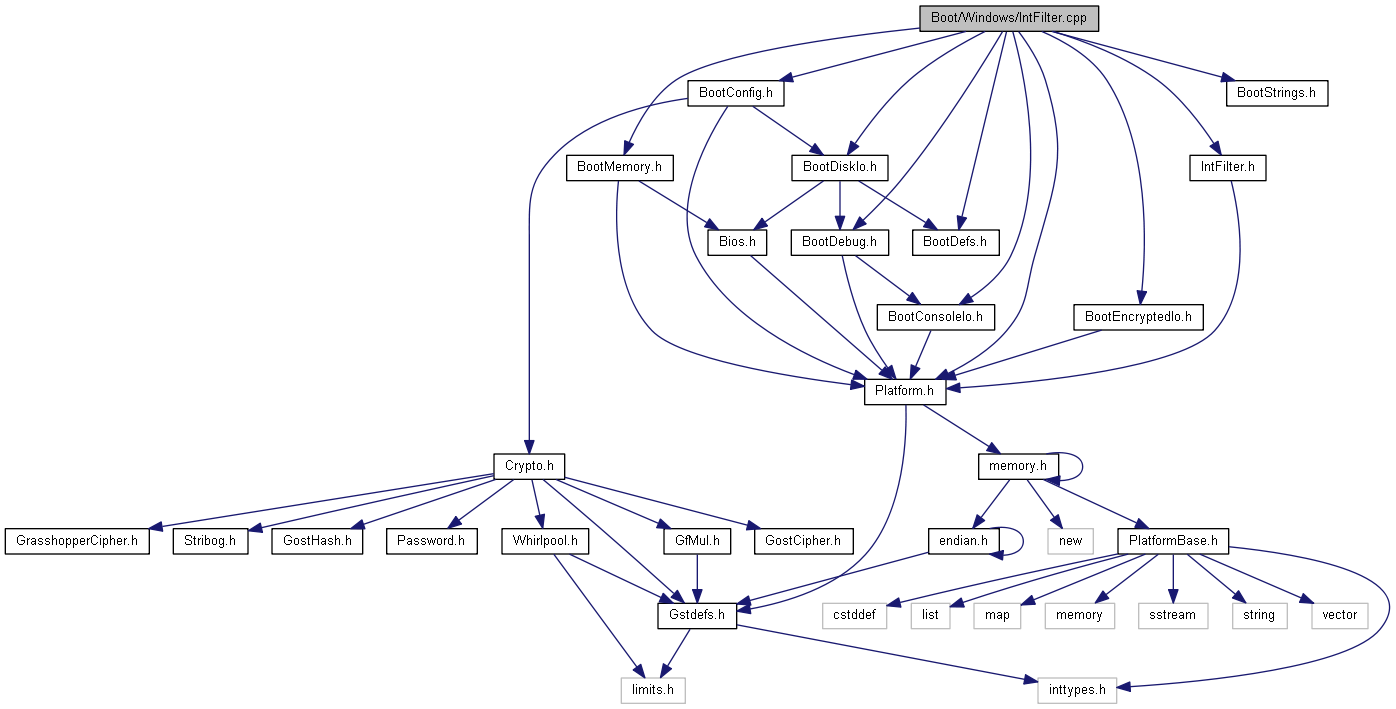 Boot/Windows/IntFilter.cpp
BootConfig.h
BootStrings.h
BootMemory.h
BootDiskIo.h
IntFilter.h
Bios.h
BootDebug.h
BootDefs.h
BootConsoleIo.h
BootEncryptedIo.h
Platform.h
Crypto.h
memory.h
GrasshopperCipher.h
Stribog.h
GostHash.h
Password.h
Whirlpool.h
GfMul.h
GostCipher.h
endian.h
new
PlatformBase.h
Gstdefs.h
cstddef
list
map
memory
sstream
string
vector
limits.h
inttypes.h